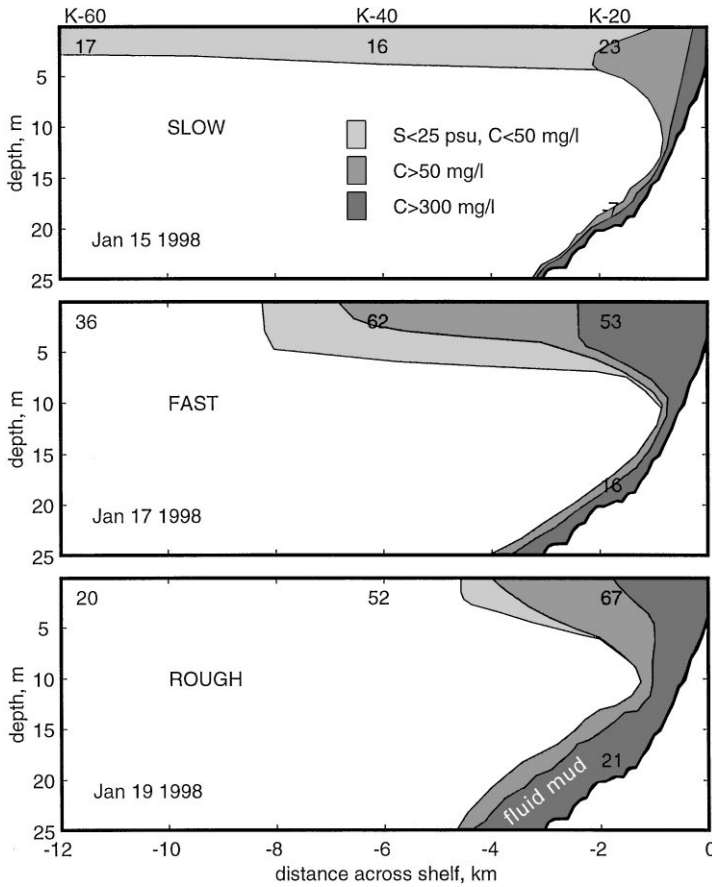 K-60 K-40 K-20
17 16 23
5
SLOW
10
S<25 psu, C<50 mg/l
C>50 mg/l
C>300 mg/l
15
-7
20
Jan 15 1998
25
depth, m
36 62 53
5
FAST
10
15
16
20
Jan 17 1998
25
depth, m
20 52 67
5
ROUGH
10
15
21
fluid mud
20
Jan 19 1998
25
depth, m
-12 -10 -8 -6 -4 -2 0
distance across shelf, km